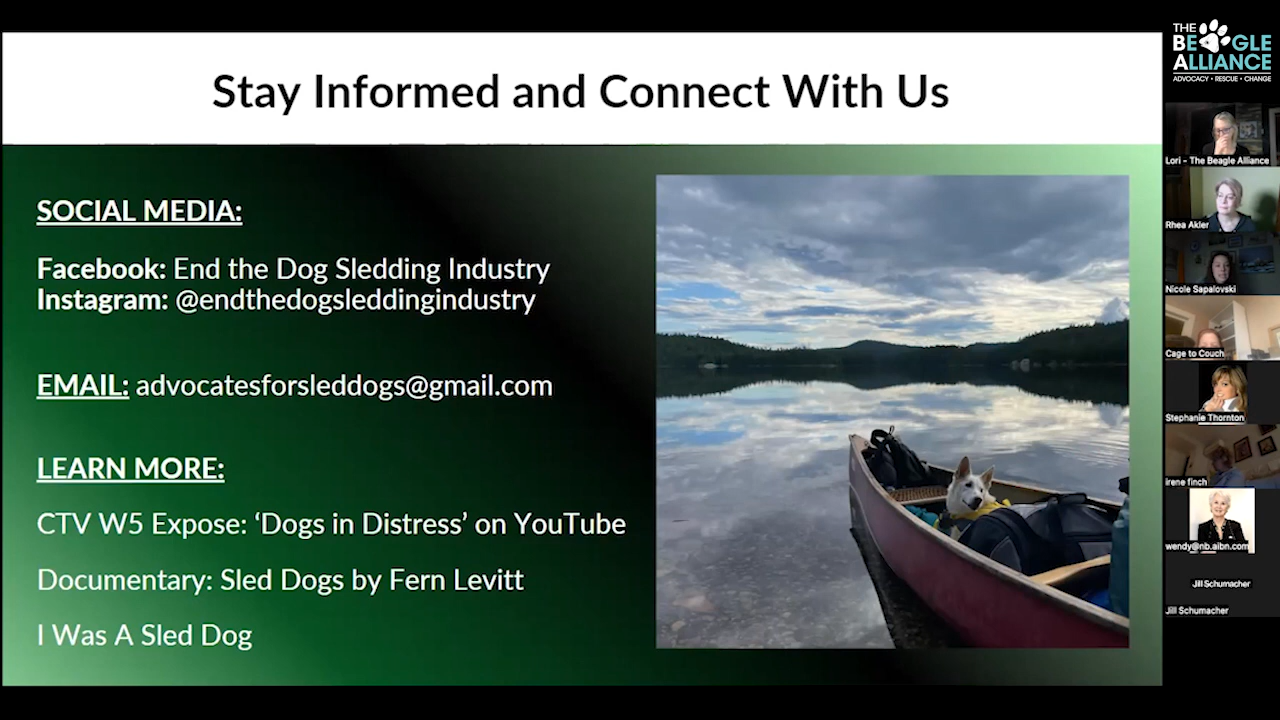 Stay Informed and Connect With Us
SOCIAL MEDIA:
Facebook: End the Dog Sledding Industry
Instagram: @endthedogsleddingindustry
EMAIL: advocatesforsleddogs@gmail.com
LEARN MORE:
CTV W5 Expose: ‘Dogs in Distress’ on YouTube
Documentary: Sled Dogs by Fern Levitt
I Was A Sled Dog
THE
BEAGLE
ALLIANCE
ADVOCACY • RESCUE • CHANGE
Lori - The Beagle Alliance
Rhea Akler
Nicole Sapalovski
Cage to Couch
Stephanie Thornton
irene finch
wendy@nb.aibn.com
Jill Schumacher
Jill Schumacher